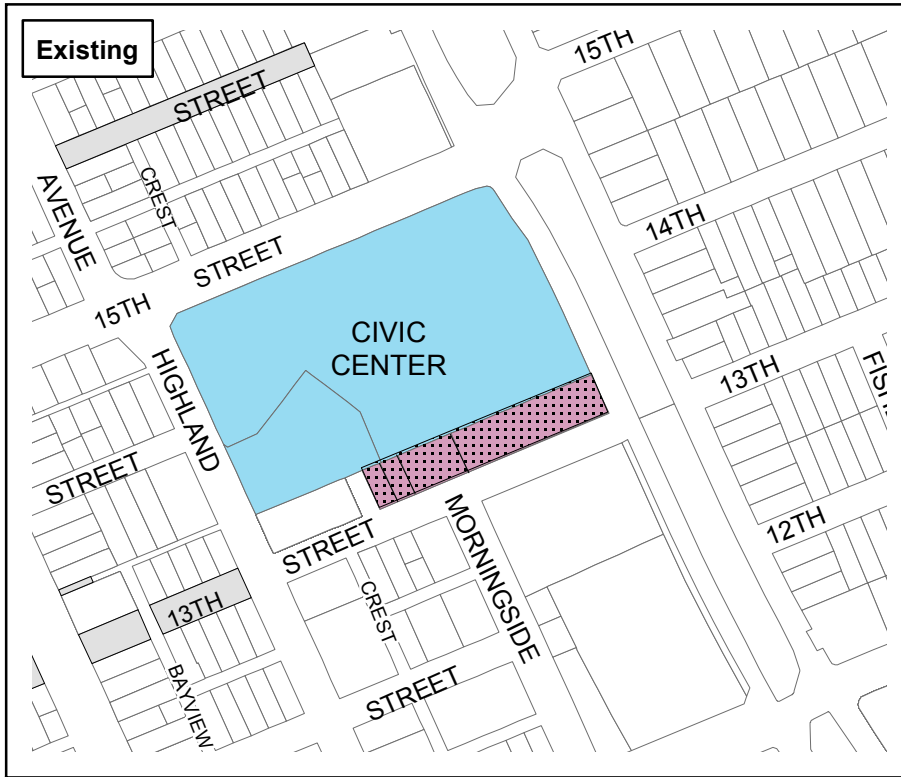 Existing
15TH
STREET
AVENUE
CREST
14TH
STREET
15TH
CIVIC
CENTER
HIGHLAND
13TH
FISH
STREET
MORNINGSIDE
12TH
STREET
CREST
13TH
BAYVIEW
STREET